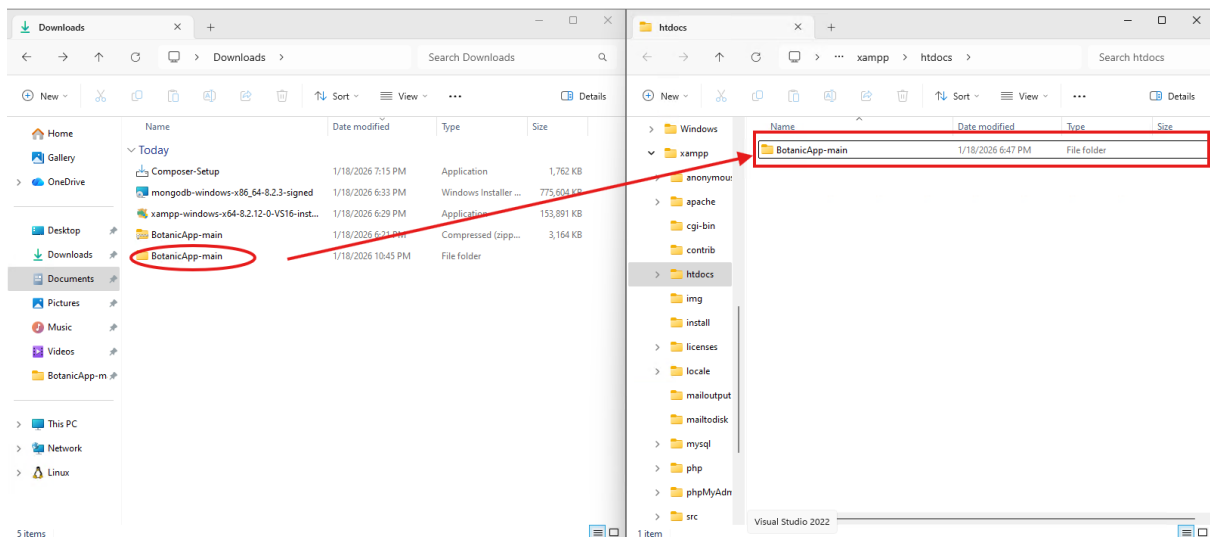 Downloads
Downloads
Search Downloads
New
Sort
View
Details
Home
Gallery
OneDrive
Desktop
Downloads
Documents
Pictures
Music
Videos
BotanicApp-m
This PC
Network
Linux
Name Date modified Type Size
Today
Composer-Setup 1/18/2026 7:15 PM Application 1,762 KB
mongodb-windows-x86_64-8.2.3-signed 1/18/2026 6:33 PM Windows Installer ... 775,604 KB
xampp-windows-x64-8.2.12-0-VS16-inst... 1/18/2026 6:29 PM Application 153,891 KB
BotanicApp-main 1/18/2026 6:21 PM Compressed (zipp... 3,164 KB
BotanicApp-main 1/18/2026 10:45 PM File folder
5 items
htdocs
xampp htdocs
Search htdocs
New
Sort
View
Details
Windows
xampp
anonymous
apache
cgi-bin
contrib
htdocs
img
install
licenses
locale
mailoutput
mailtodisk
mysql
php
phpMyAdm
src
Name Date modified Type Size
BotanicApp-main 1/18/2026 6:47 PM File folder
Visual Studio 2022
1 item